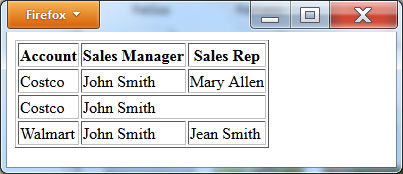 Firefox
Account Sales Manager Sales Rep
Costco John Smith Mary Allen
Costco John Smith
Walmart John Smith Jean Smith